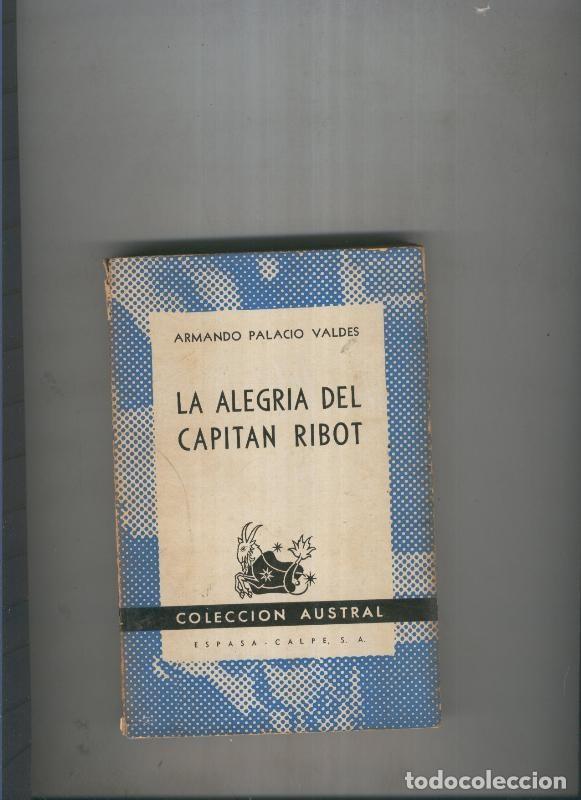 ARMANDO PALACIO VALDES
LA ALEGRIA DEL
CAPITAN RIBOT
COLECCION AUSTRAL
ESPASA-CALPE, S. A.
todocoleccion